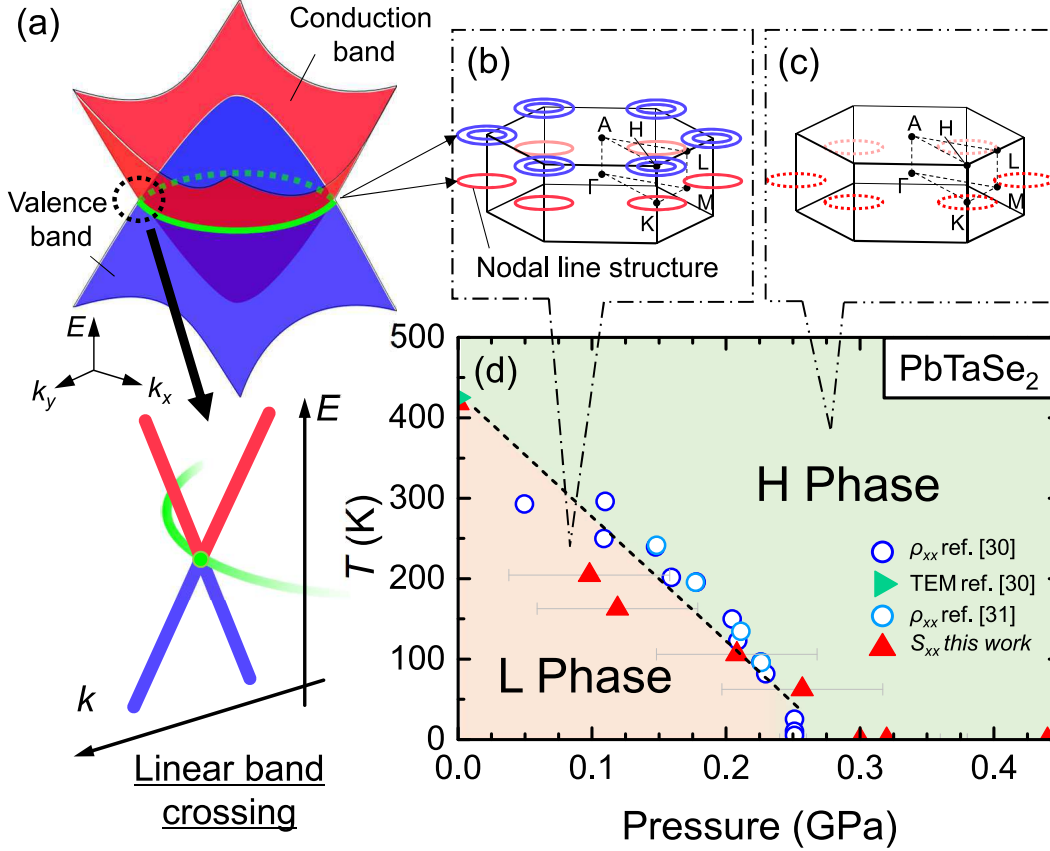 (a)
Conduction
band
Valence
band
E
k_y
k_x
E
k
Linear band
crossing
(b)
A
H
L
Γ
M
K
Nodal line structure
(c)
A
H
L
Γ
M
K
(d)
PbTaSe₂
H Phase
L Phase
ρxx ref. [30]
TEM ref. [30]
ρxx ref. [31]
Sxx this work
T (K)
500
400
300
200
100
0
0.0 0.1 0.2 0.3 0.4
Pressure (GPa)